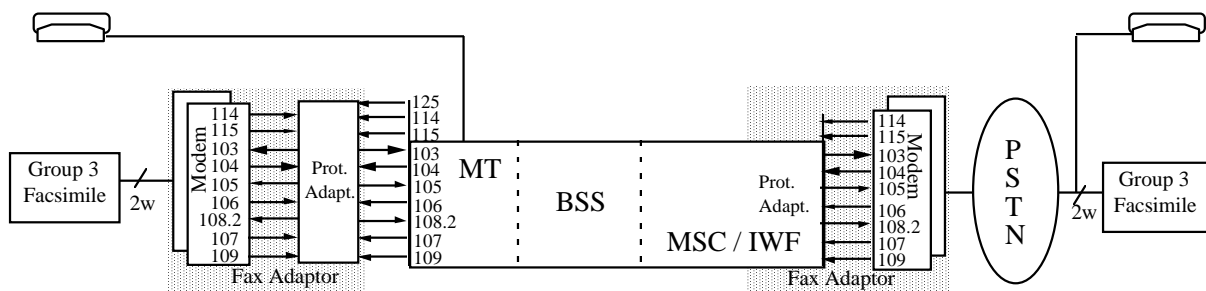 Group 3
Facsimile
2w
Modem
114
115
103
104
105
106
108.2
107
109
Prot.
Adapt.
Fax Adaptor
125
114
115
103
104
105
106
108.2
107
109
MT
BSS
MSC / IWF
Prot.
Adapt.
Fax Adaptor
114
115
103
104
105
106
108.2
107
109
Modem
P
S
T
N
2w
Group 3
Facsimile